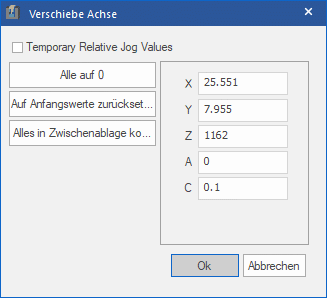 Verschiebe Achse
Temporary Relative Jog Values
Alle auf 0
Auf Anfangswerte zurückset...
Alles in Zwischenablage ko...
X 25.551
Y 7.955
Z 1162
A 0
C 0.1
Ok Abbrechen